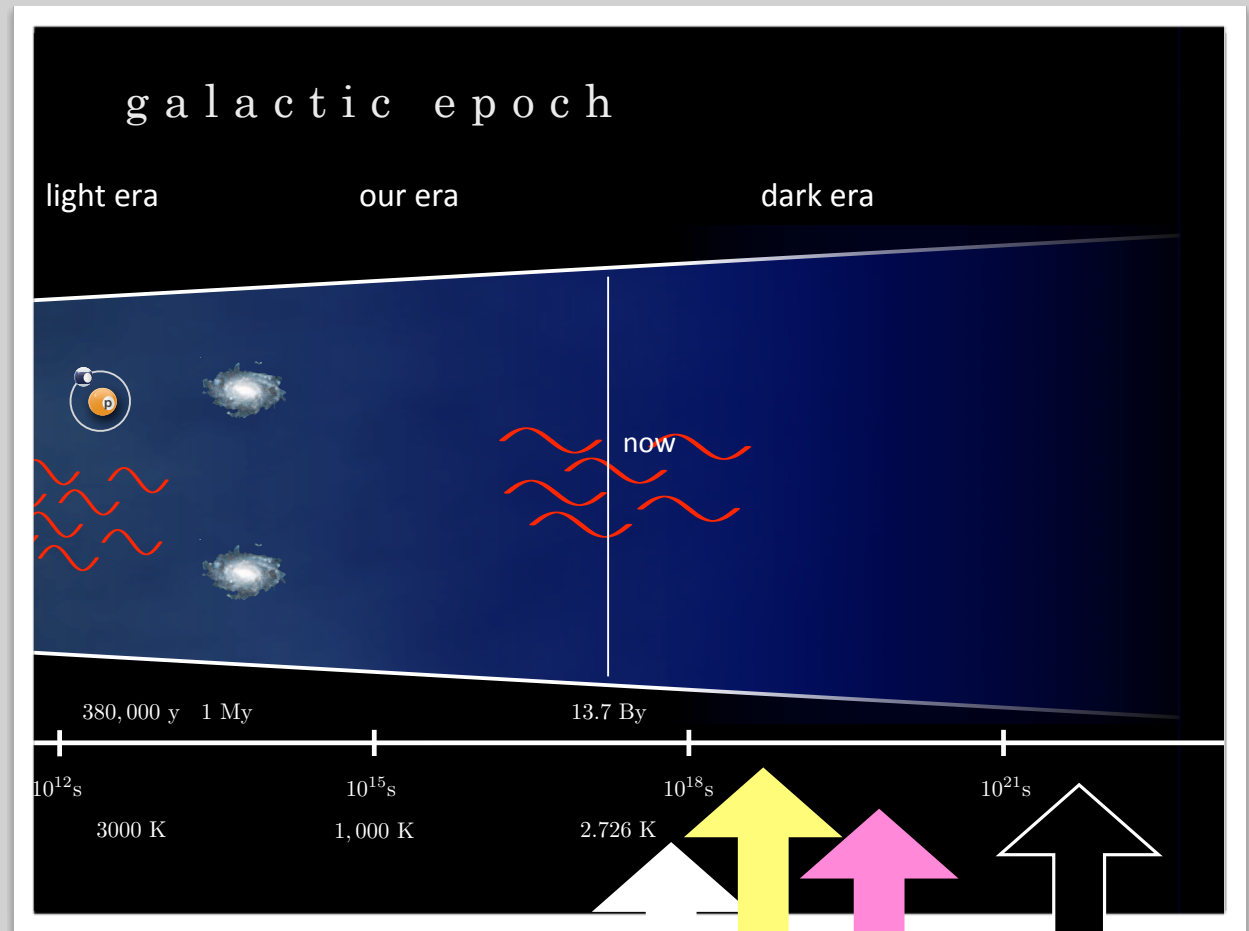 galactic epoch
light era our era dark era
p
now
380,000 y 1 My 13.7 By
10¹²s 10¹⁵s 10¹⁸s 10²¹s
3000 K 1,000 K 2.726 K